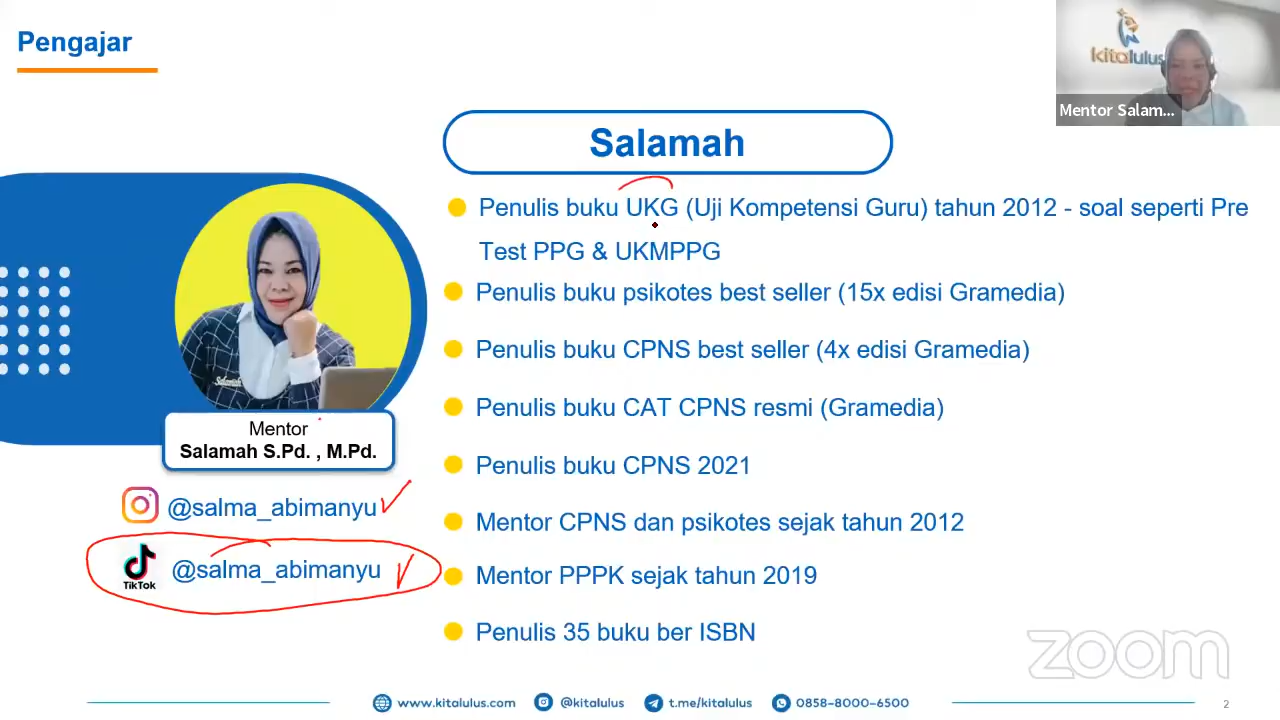 Pengajar
kitalulus
Mentor Salam...
Salamah
Penulis buku UKG (Uji Kompetensi Guru) tahun 2012 - soal seperti Pre
Test PPG & UKMPPG
Penulis buku psikotes best seller (15x edisi Gramedia)
Penulis buku CPNS best seller (4x edisi Gramedia)
Penulis buku CAT CPNS resmi (Gramedia)
Penulis buku CPNS 2021
Mentor CPNS dan psikotes sejak tahun 2012
Mentor PPPK sejak tahun 2019
Penulis 35 buku ber ISBN
Salamah
Mentor
Salamah S.Pd. , M.Pd.
@salma_abimanyu
TikTok
@salma_abimanyu
zoom
www.kitalulus.com
@kitalulus
t.me/kitalulus
0858-8000-6500
2